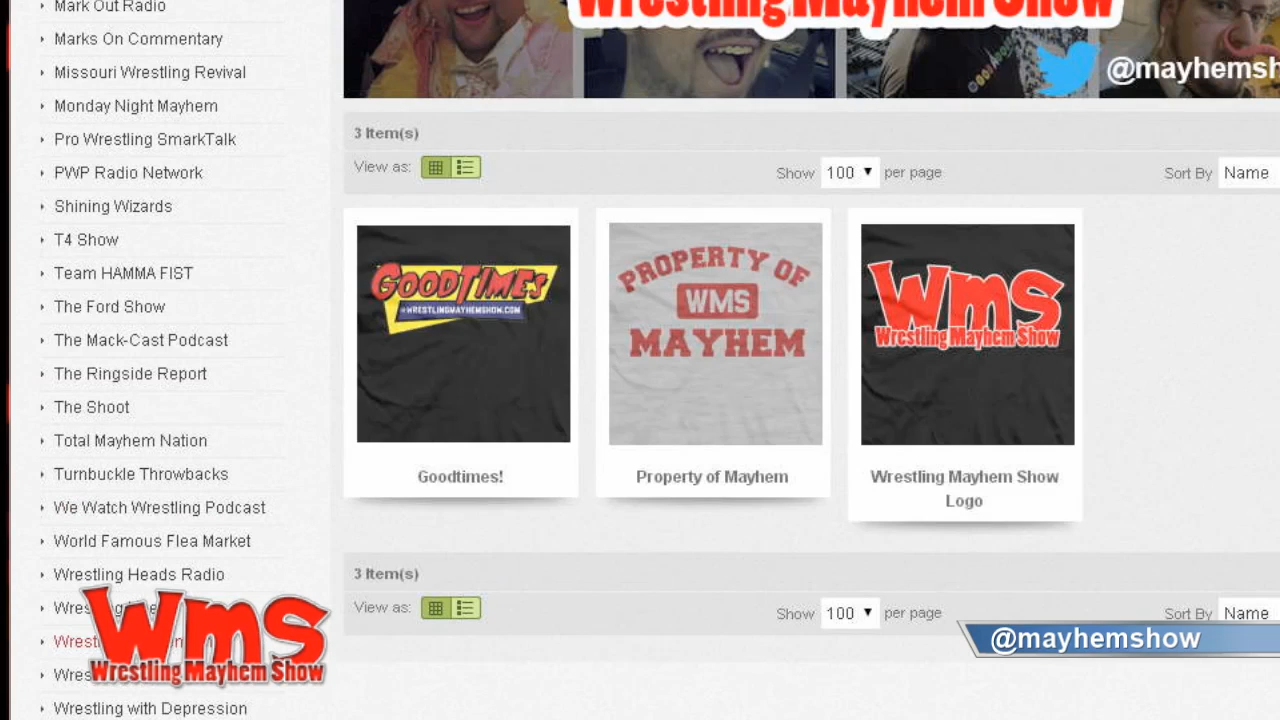 Mark Out Radio
Marks On Commentary
Missouri Wrestling Revival
Monday Night Mayhem
Pro Wrestling SmarkTalk
PWP Radio Network
Shining Wizards
T4 Show
Team HAMMA FIST
The Ford Show
The Mack-Cast Podcast
The Ringside Report
The Shoot
Total Mayhem Nation
Turnbuckle Throwbacks
We Watch Wrestling Podcast
World Famous Flea Market
Wrestling Heads Radio
Wrestling with Depression
Wrestling Mayhem Show
@mayhemsh
3 Item(s)
View as:
Show 100 per page
Sort By Name
GOODTIMES
@WRESTLINGMAYHEMSHOW.COM
Goodtimes!
PROPERTY OF
WMS
MAYHEM
Property of Mayhem
WMS
Wrestling Mayhem Show
Wrestling Mayhem Show
Logo
3 Item(s)
View as:
Show 100 per page
Sort By Name
WMS
Wrestling Mayhem Show
@mayhemshow